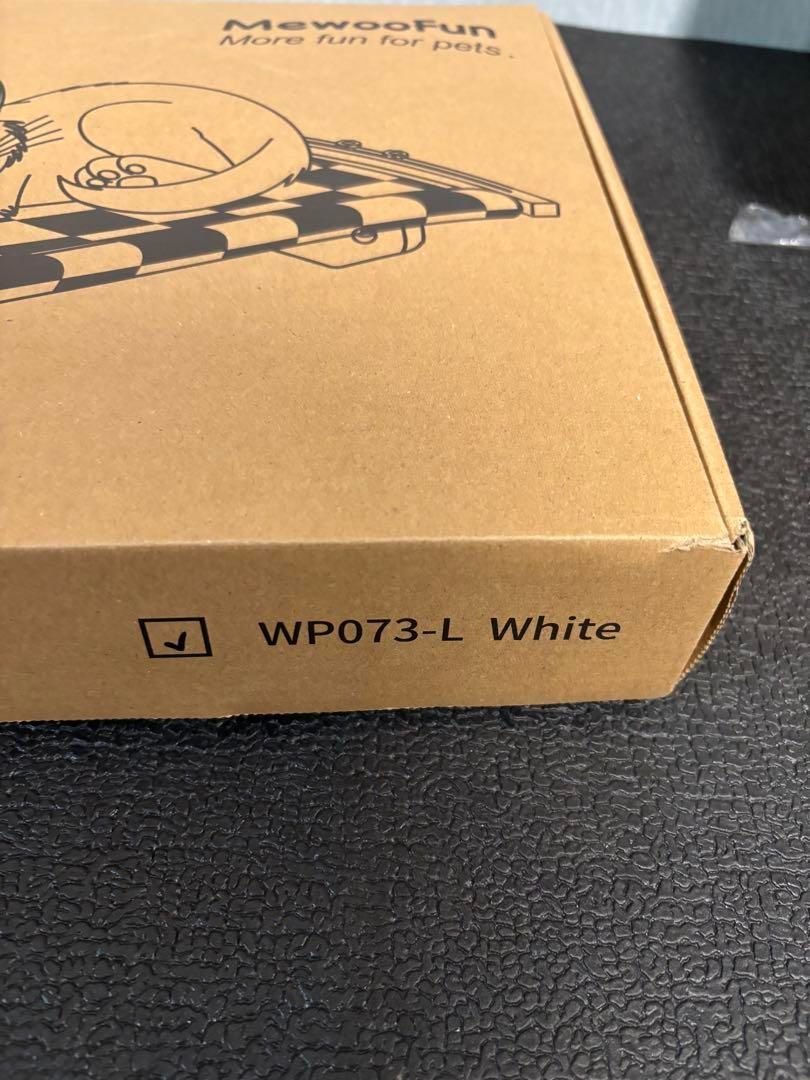 MewooFun
More fun for pets.
WP073-L White